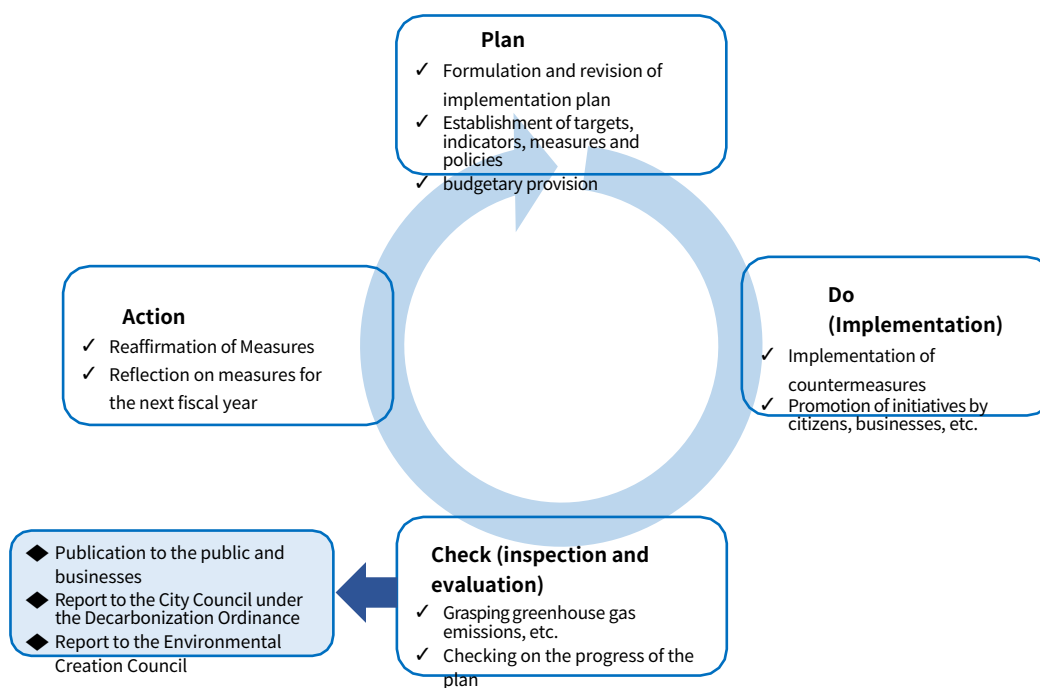 Plan
✓ Formulation and revision of
implementation plan
✓ Establishment of targets,
indicators, measures and
policies
✓ budgetary provision
Do
(Implementation)
✓ Implementation of
countermeasures
✓ Promotion of initiatives by
citizens, businesses, etc.
Action
✓ Reaffirmation of Measures
✓ Reflection on measures for
the next fiscal year
Check (inspection and
evaluation)
✓ Grasping greenhouse gas
emissions, etc.
✓ Checking on the progress of the
plan
◆ Publication to the public and
businesses
◆ Report to the City Council under
the Decarbonization Ordinance
◆ Report to the Environmental
Creation Council